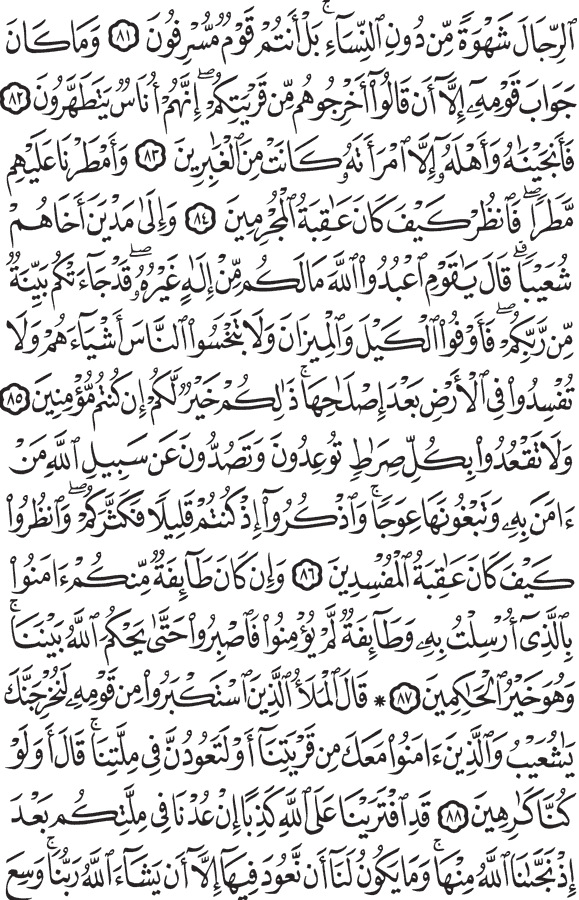 ٱلرِّجَالَ شَهۡوَةٗ مِّن دُونِ ٱلنِّسَآءِۚ بَلۡ أَنتُمۡ قَوۡمٞ مُّسۡرِفُونَ ٨١ وَمَا كَانَ
جَوَابَ قَوۡمِهِۦٓ إِلَّآ أَن قَالُوٓاْ أَخۡرِجُوهُم مِّن قَرۡيَتِكُمۡۖ إِنَّهُمۡ أُنَاسٞ يَتَطَهَّرُونَ ٨٢
فَأَنجَيۡنَٰهُ وَأَهۡلَهُۥٓ إِلَّا ٱمۡرَأَتَهُۥ كَانَتۡ مِنَ ٱلۡغَٰبِرِينَ ٨٣ وَأَمۡطَرۡنَا عَلَيۡهِم
مَّطَرٗاۖ فَٱنظُرۡ كَيۡفَ كَانَ عَٰقِبَةُ ٱلۡمُجۡرِمِينَ ٨٤ وَإِلَىٰ مَدۡيَنَ أَخَاهُمۡ
شُعَيۡبٗاۚ قَالَ يَٰقَوۡمِ ٱعۡبُدُواْ ٱللَّهَ مَا لَكُم مِّنۡ إِلَٰهٍ غَيۡرُهُۥۖ قَدۡ جَآءَتۡكُم بَيِّنَةٞ
مِّن رَّبِّكُمۡۖ فَأَوۡفُواْ ٱلۡكَيۡلَ وَٱلۡمِيزَانَ وَلَا تَبۡخَسُواْ ٱلنَّاسَ أَشۡيَآءَهُمۡ وَلَا
تُفۡسِدُواْ فِي ٱلۡأَرۡضِ بَعۡدَ إِصۡلَٰحِهَاۚ ذَٰلِكُمۡ خَيۡرٞ لَّكُمۡ إِن كُنتُم مُّؤۡمِنِينَ ٨٥
وَلَا تَقۡعُدُواْ بِكُلِّ صِرَٰطٖ تُوعِدُونَ وَتَصُدُّونَ عَن سَبِيلِ ٱللَّهِ مَنۡ
ءَامَنَ بِهِۦ وَتَبۡغُونَهَا عِوَجٗاۚ وَٱذۡكُرُوٓاْ إِذۡ كُنتُمۡ قَلِيلٗا فَكَثَّرَكُمۡۖ وَٱنظُرُواْ
كَيۡفَ كَانَ عَٰقِبَةُ ٱلۡمُفۡسِدِينَ ٨٦ وَإِن كَانَ طَآئِفَةٞ مِّنكُمۡ ءَامَنُواْ
بِٱلَّذِيٓ أُرۡسِلۡتُ بِهِۦ وَطَآئِفَةٞ لَّمۡ يُؤۡمِنُواْ فَٱصۡبِرُواْ حَتَّىٰ يَحۡكُمَ ٱللَّهُ بَيۡنَنَاۚ
وَهُوَ خَيۡرُ ٱلۡحَٰكِمِينَ ٨٧ * قَالَ ٱلۡمَلَأُ ٱلَّذِينَ ٱسۡتَكۡبَرُواْ مِن قَوۡمِهِۦ لَنُخۡرِجَنَّكَ
يَٰشُعَيۡبُ وَٱلَّذِينَ ءَامَنُواْ مَعَكَ مِن قَرۡيَتِنَآ أَوۡ لَتَعُودُنَّ فِي مِلَّتِنَاۚ قَالَ أَوَلَوۡ
كُنَّا كَٰرِهِينَ ٨٨ قَدِ ٱفۡتَرَيۡنَا عَلَى ٱللَّهِ كَذِبًا إِنۡ عُدۡنَا فِي مِلَّتِكُم بَعۡدَ
إِذۡ نَجَّىٰنَا ٱللَّهُ مِنۡهَاۚ وَمَا يَكُونُ لَنَآ أَن نَّعُودَ فِيهَآ إِلَّآ أَن يَشَآءَ ٱللَّهُ رَبُّنَاۚ وَسِعَ